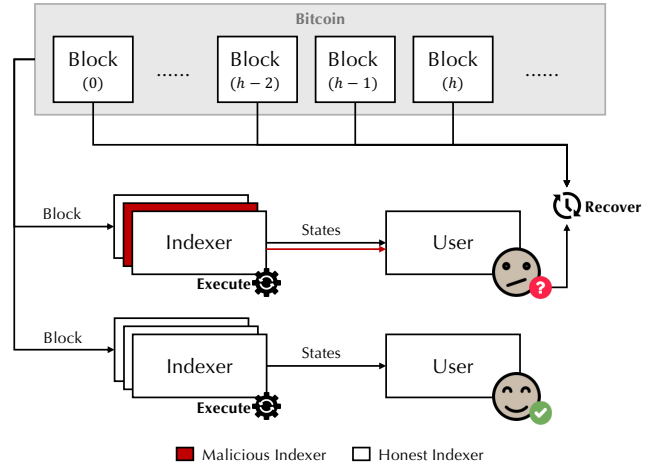 Bitcoin
Block
(0)
......
Block
(h − 2)
Block
(h − 1)
Block
(h)
......
Recover
Block
Indexer
States
User
Execute
?
Block
Indexer
States
User
Execute
Malicious Indexer
Honest Indexer